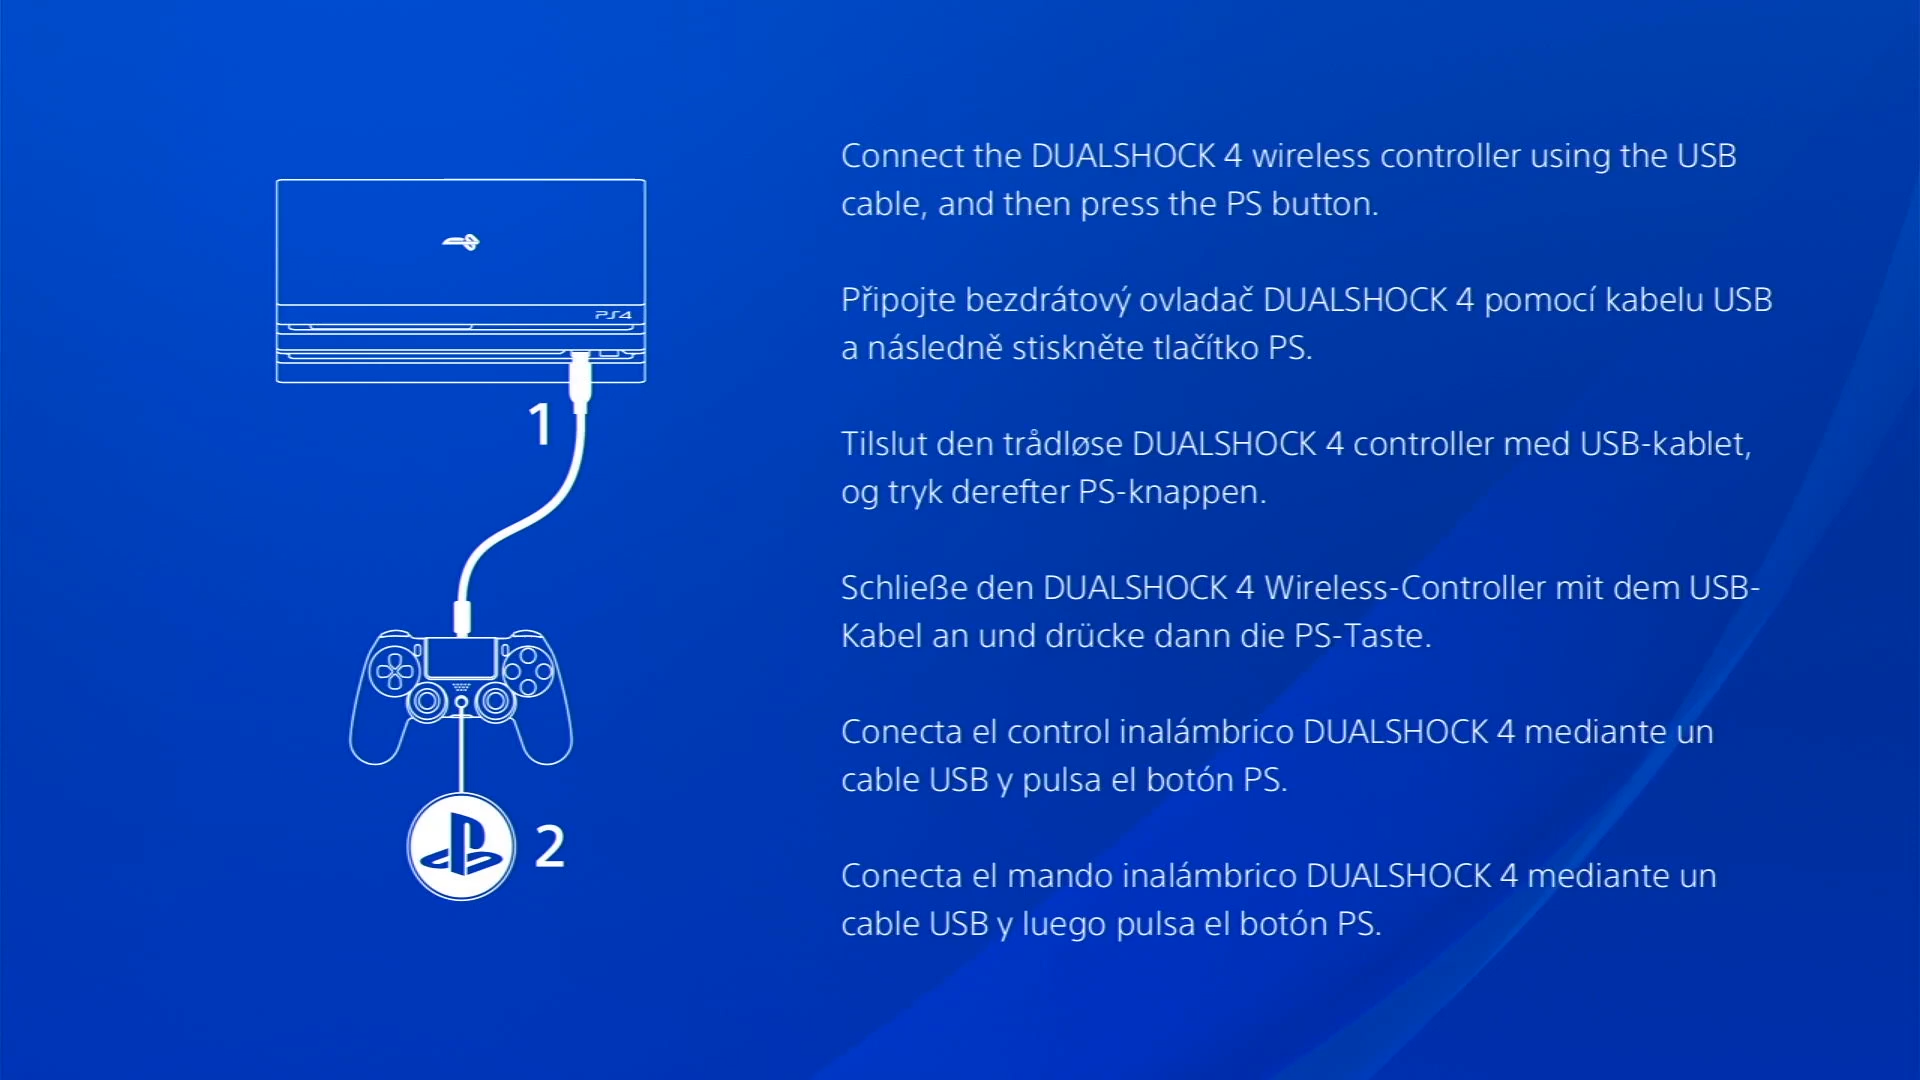 PS4
1
2
Connect the DUALSHOCK 4 wireless controller using the USB
cable, and then press the PS button.
Připojte bezdrátový ovladač DUALSHOCK 4 pomocí kabelu USB
a následně stiskněte tlačítko PS.
Tilslut den trådløse DUALSHOCK 4 controller med USB-kablet,
og tryk derefter PS-knappen.
Schließe den DUALSHOCK 4 Wireless-Controller mit dem USB-
Kabel an und drücke dann die PS-Taste.
Conecta el control inalámbrico DUALSHOCK 4 mediante un
cable USB y pulsa el botón PS.
Conecta el mando inalámbrico DUALSHOCK 4 mediante un
cable USB y luego pulsa el botón PS.